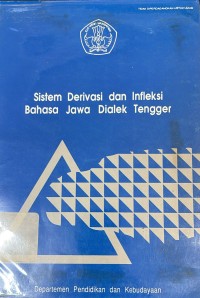 Sistem Derivasi dan Infleksi
Bahasa Jawa Dialek Tengger
Departemen Pendidikan dan Kebudayaan